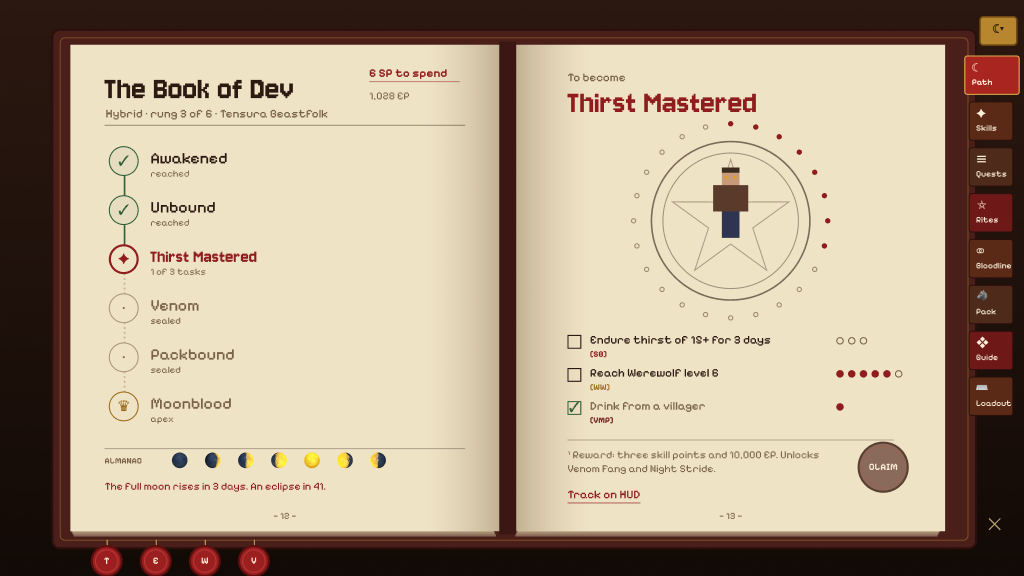 The Book of Dev
6 SP to spend
1,028 EP
Hybrid · rung 3 of 6 · Tensura Beastfolk
Awakened
reached
Unbound
reached
Thirst Mastered
1 of 3 tasks
Venom
sealed
Packbound
sealed
Moonblood
apex
ALMANAC
The full moon rises in 3 days. An eclipse in 41.
- 12 -
To become
Thirst Mastered
Endure thirst of 18+ for 3 days
(SB)
Reach Werewolf level 6
(WW)
Drink from a villager
(VMP)
¹ Reward: three skill points and 10,000 EP. Unlocks
Venom Fang and Night Stride.
CLAIM
Track on HUD
- 13 -
Path
Skills
Quests
Rites
Bloodline
Pack
Guide
Loadout
T
E
W
V